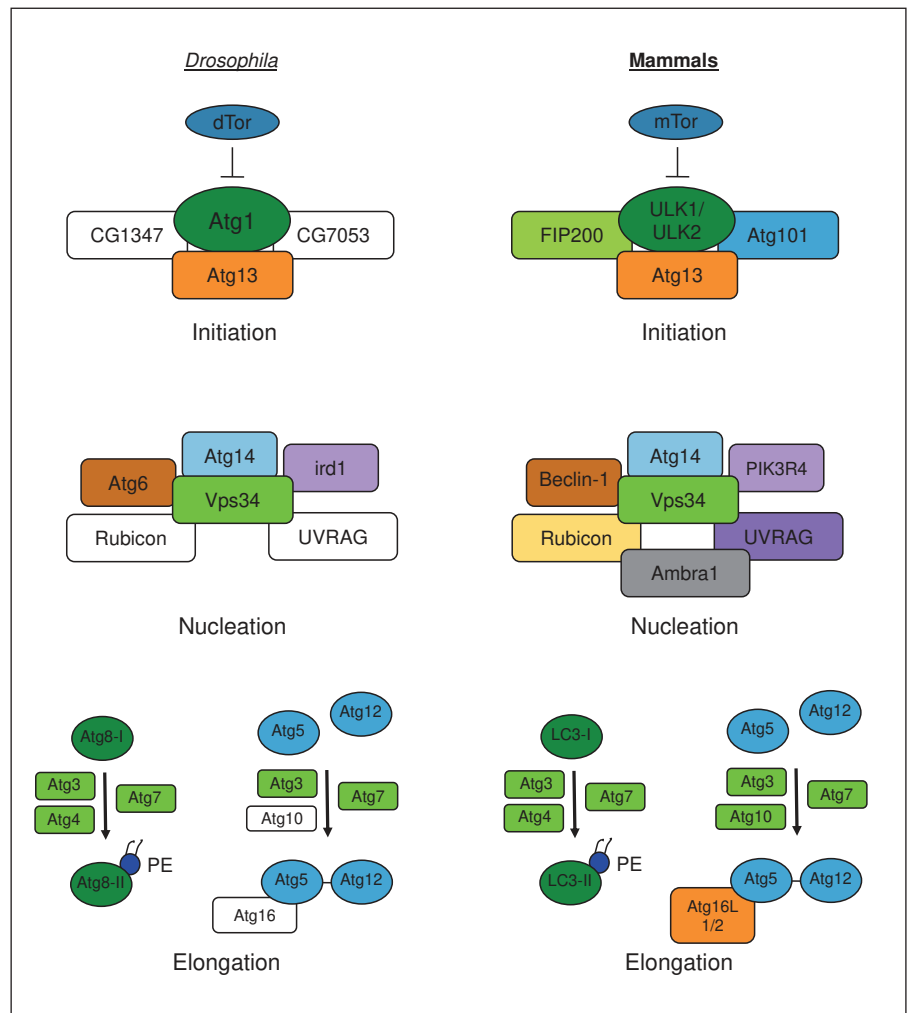 Drosophila
dTor
Atg1
CG1347
CG7053
Atg13
Initiation
Mammals
mTor
ULK1/
ULK2
FIP200
Atg101
Atg13
Initiation
Atg14
Atg6
ird1
Vps34
Rubicon
UVRAG
Nucleation
Atg14
Beclin-1
PIK3R4
Vps34
Rubicon
UVRAG
Ambra1
Nucleation
Atg8-I
Atg3
Atg7
Atg4
PE
Atg8-II
Atg12
Atg5
Atg3
Atg7
Atg10
Atg5
Atg12
Atg16
Elongation
LC3-I
Atg3
Atg7
Atg4
PE
LC3-II
Atg12
Atg5
Atg3
Atg7
Atg10
Atg5
Atg12
Atg16L
1/2
Elongation